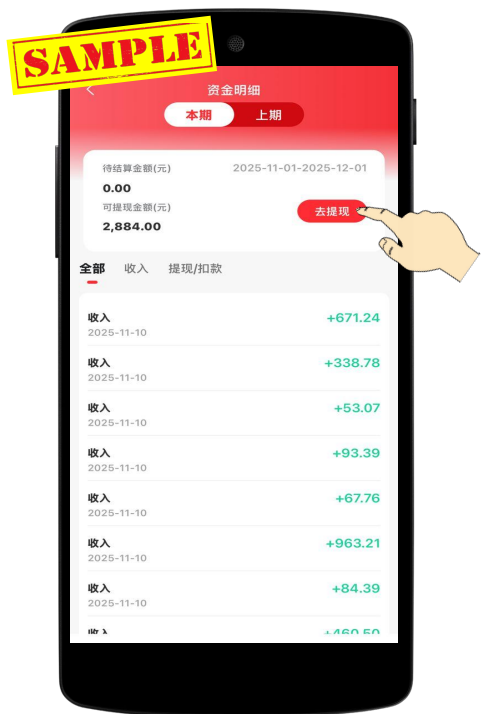 SAMPLE
资金明细
本期 上期
待结算金额(元) 2025-11-01-2025-12-01
0.00
可提现金额(元)
去提现
2,884.00
全部 收入 提现/扣款
收入 +671.24
2025-11-10
收入 +338.78
2025-11-10
收入 +53.07
2025-11-10
收入 +93.39
2025-11-10
收入 +67.76
2025-11-10
收入 +963.21
2025-11-10
收入 +84.39
2025-11-10
收入 +460.50